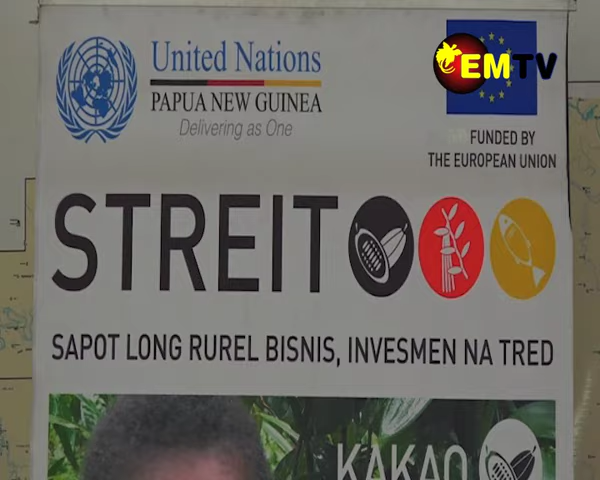 United Nations
PAPUA NEW GUINEA
Delivering as One
EMTV
FUNDED BY
THE EUROPEAN UNION
STREIT
SAPOT LONG RUREL BISNIS, INVESMEN NA TRED
KAKAO